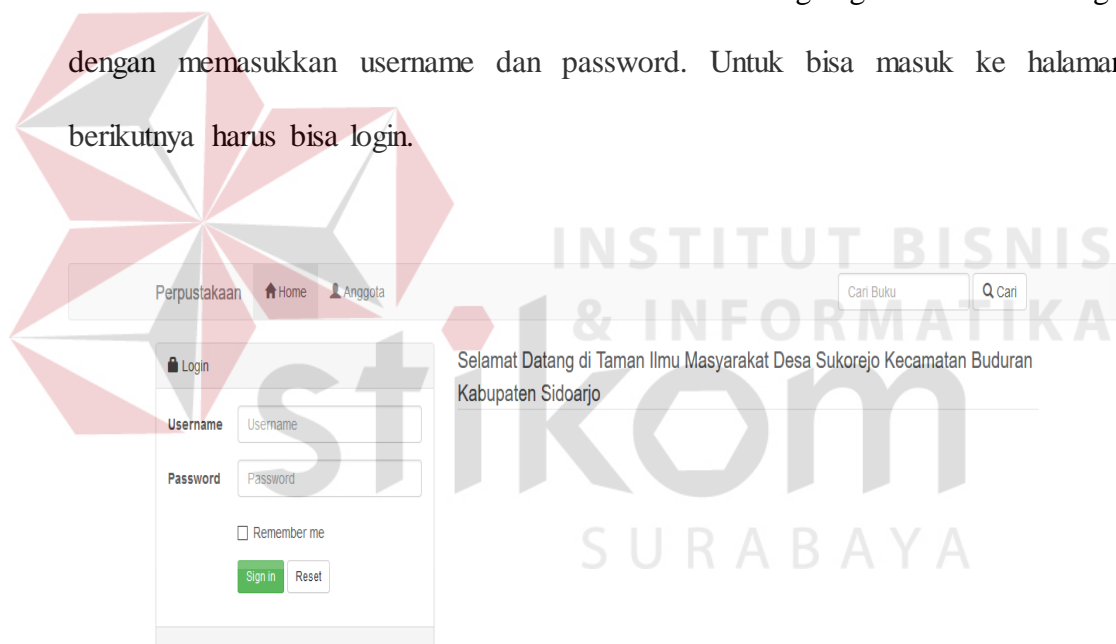 dengan memasukkan username dan password. Untuk bisa masuk ke halaman
berikutnya harus bisa login.
INSTITUT BISNIS
& INFORMATIKA
stikom
SURABAYA
Perpustakaan Home Anggota Cari Buku Cari
Login
Selamat Datang di Taman Ilmu Masyarakat Desa Sukorejo Kecamatan Buduran
Kabupaten Sidoarjo
Username Username
Password Password
Remember me
Sign in Reset